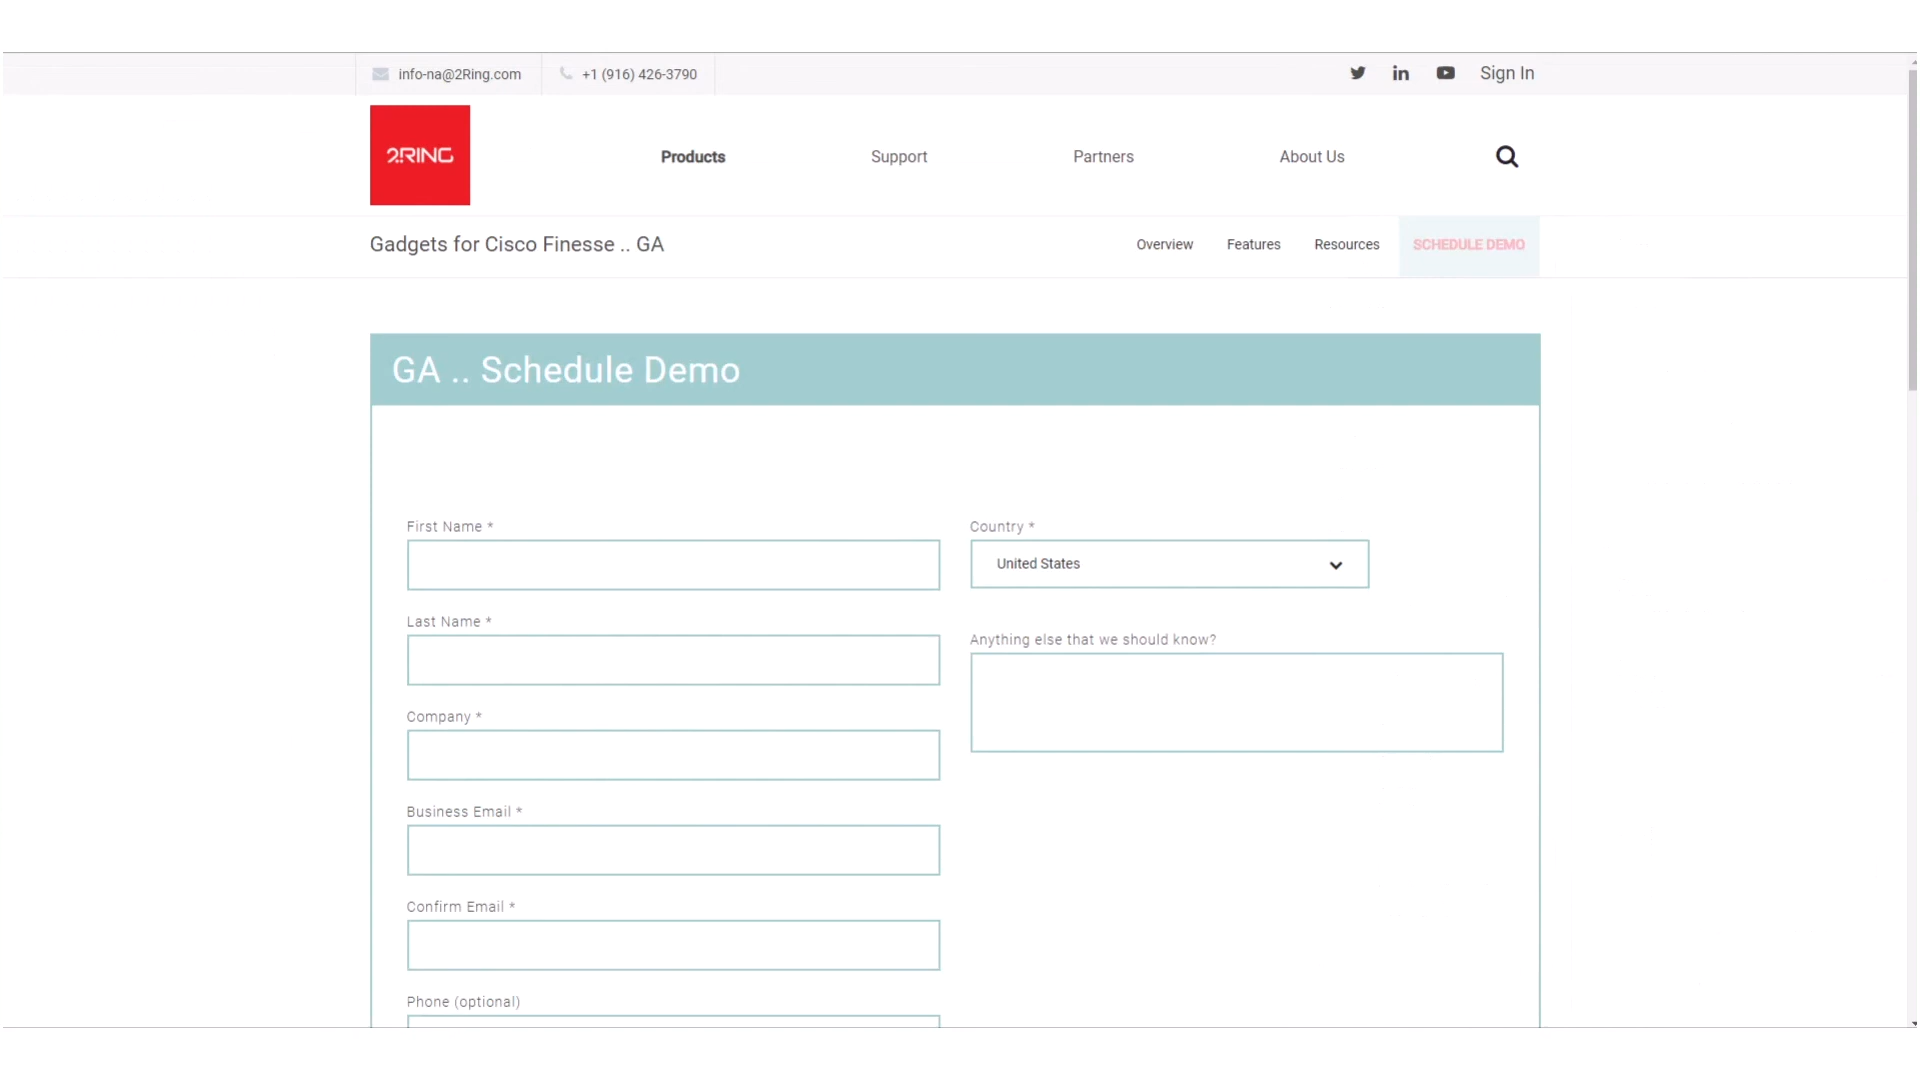 info-na@2Ring.com
+1 (916) 426-3790
Sign In
2RING
Products
Support
Partners
About Us
Gadgets for Cisco Finesse .. GA
Overview
Features
Resources
SCHEDULE DEMO
GA .. Schedule Demo
First Name *
Country *
United States
Last Name *
Anything else that we should know?
Company *
Business Email *
Confirm Email *
Phone (optional)